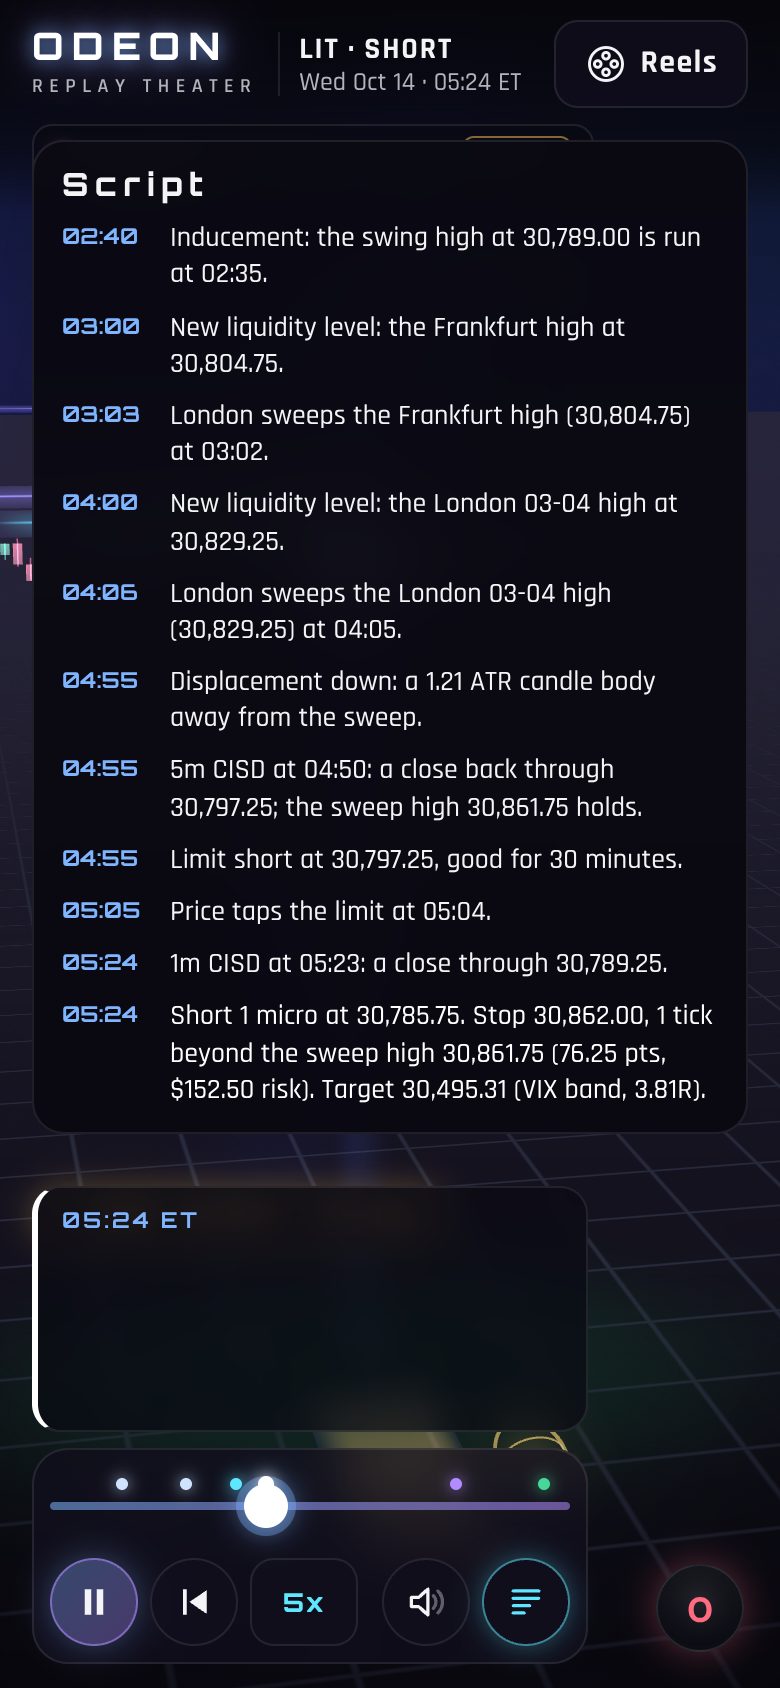 ODEON
REPLAY THEATER
LIT · SHORT
Wed Oct 14 · 05:24 ET
Reels
Script
02:40 Inducement: the swing high at 30,789.00 is run
at 02:35.
03:00 New liquidity level: the Frankfurt high at
30,804.75.
03:03 London sweeps the Frankfurt high (30,804.75)
at 03:02.
04:00 New liquidity level: the London 03-04 high at
30,829.25.
04:06 London sweeps the London 03-04 high
(30,829.25) at 04:05.
04:55 Displacement down: a 1.21 ATR candle body
away from the sweep.
04:55 5m CISD at 04:50: a close back through
30,797.25; the sweep high 30,861.75 holds.
04:55 Limit short at 30,797.25, good for 30 minutes.
05:05 Price taps the limit at 05:04.
05:24 1m CISD at 05:23: a close through 30,789.25.
05:24 Short 1 micro at 30,785.75. Stop 30,862.00, 1 tick
beyond the sweep high 30,861.75 (76.25 pts,
$152.50 risk). Target 30,495.31 (VIX band, 3.81R).
05:24 ET
5x
O